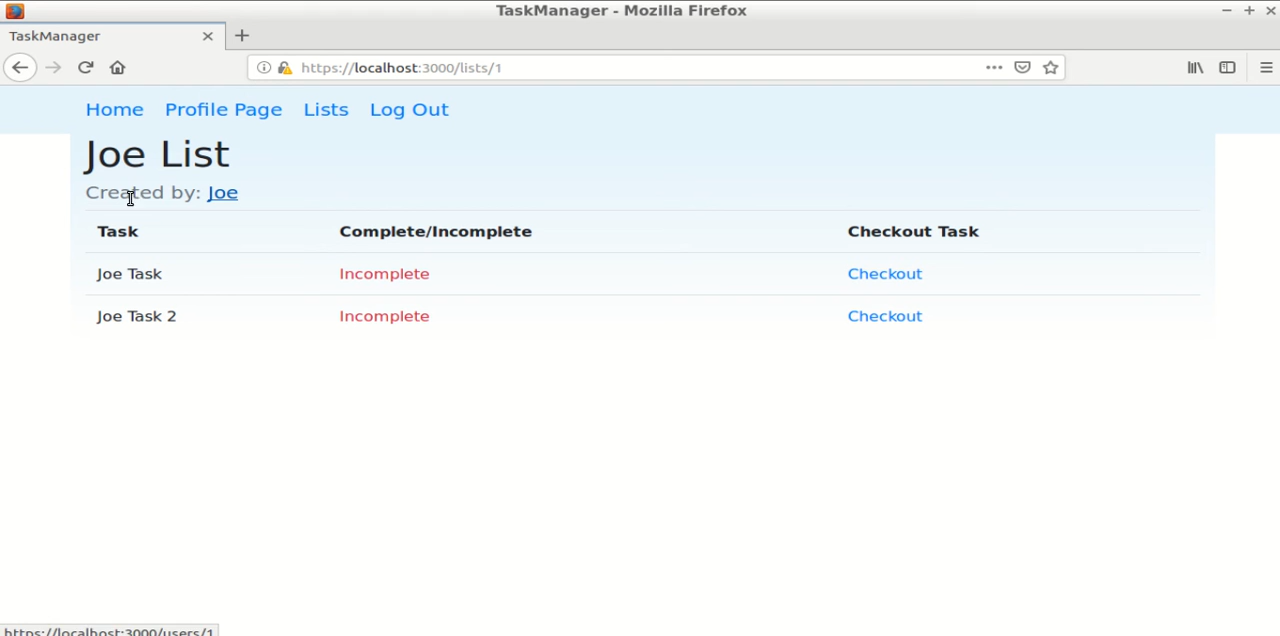 TaskManager - Mozilla Firefox
TaskManager
https://localhost:3000/lists/1
Home Profile Page Lists Log Out
Joe List
Created by: Joe
Task Complete/Incomplete Checkout Task
Joe Task Incomplete Checkout
Joe Task 2 Incomplete Checkout
https://localhost:3000/users/1